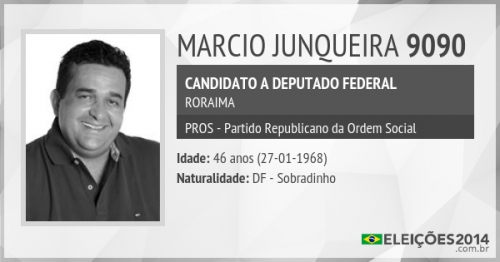 MARCIO JUNQUEIRA 9090
CANDIDATO A DEPUTADO FEDERAL
RORAIMA
PROS - Partido Republicano da Ordem Social
Idade: 46 anos (27-01-1968)
Naturalidade: DF - Sobradinho
ELEIÇÕES2014
.com.br